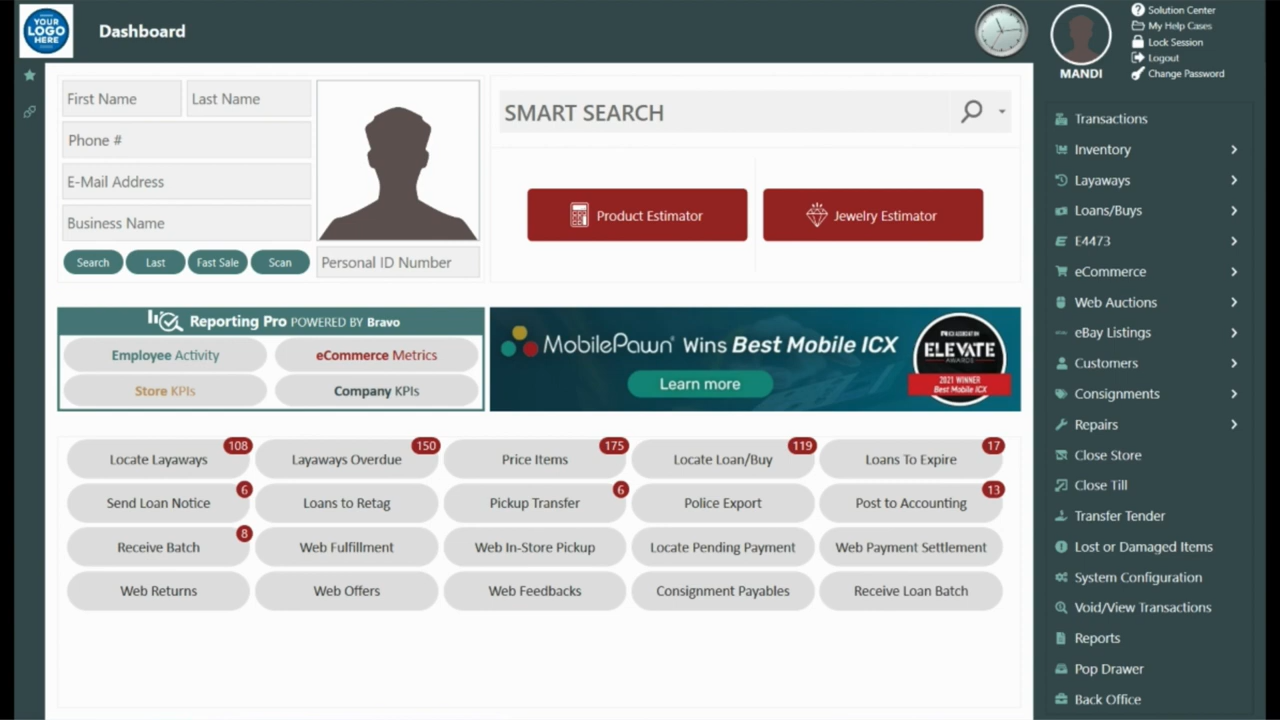 YOUR
LOGO
HERE
Dashboard
MANDI
Solution Center
My Help Cases
Lock Session
Logout
Change Password
First Name
Last Name
Phone #
E-Mail Address
Business Name
Search
Last
Fast Sale
Scan
Personal ID Number
SMART SEARCH
Product Estimator
Jewelry Estimator
Reporting Pro POWERED BY Bravo
Employee Activity
eCommerce Metrics
Store KPIs
Company KPIs
MobilePawn Wins Best Mobile ICX
Learn more
ELEVATE
AWARDS
2021 WINNER
Best Mobile ICX
Locate Layaways 108
Layaways Overdue 150
Price Items 175
Locate Loan/Buy 119
Loans To Expire 17
Send Loan Notice 6
Loans to Retag
Pickup Transfer 6
Police Export
Post to Accounting 13
Receive Batch 8
Web Fulfillment
Web In-Store Pickup
Locate Pending Payment
Web Payment Settlement
Web Returns
Web Offers
Web Feedbacks
Consignment Payables
Receive Loan Batch
Transactions
Inventory
Layaways
Loans/Buys
E4473
eCommerce
Web Auctions
eBay Listings
Customers
Consignments
Repairs
Close Store
Close Till
Transfer Tender
Lost or Damaged Items
System Configuration
Void/View Transactions
Reports
Pop Drawer
Back Office